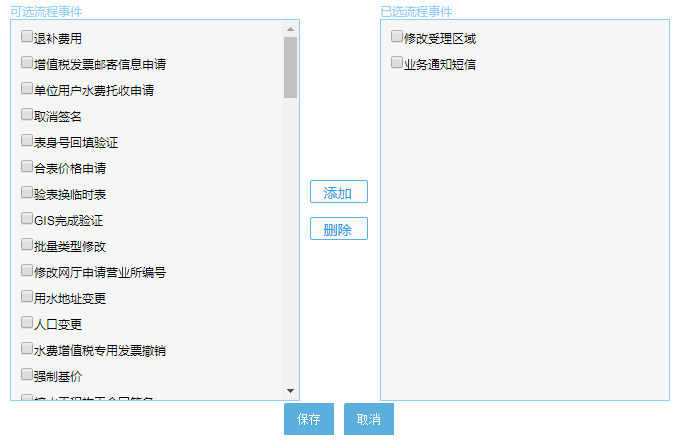 可选流程事件
退补费用
增值税发票邮寄信息申请
单位用户水费托收申请
取消签名
表身号回填验证
合表价格申请
验表换临时表
GIS完成验证
批量类型修改
修改网厅申请营业所编号
用水地址变更
人口变更
水费增值税专用发票撤销
强制基价
添加
删除
已选流程事件
修改受理区域
业务通知短信
保存
取消